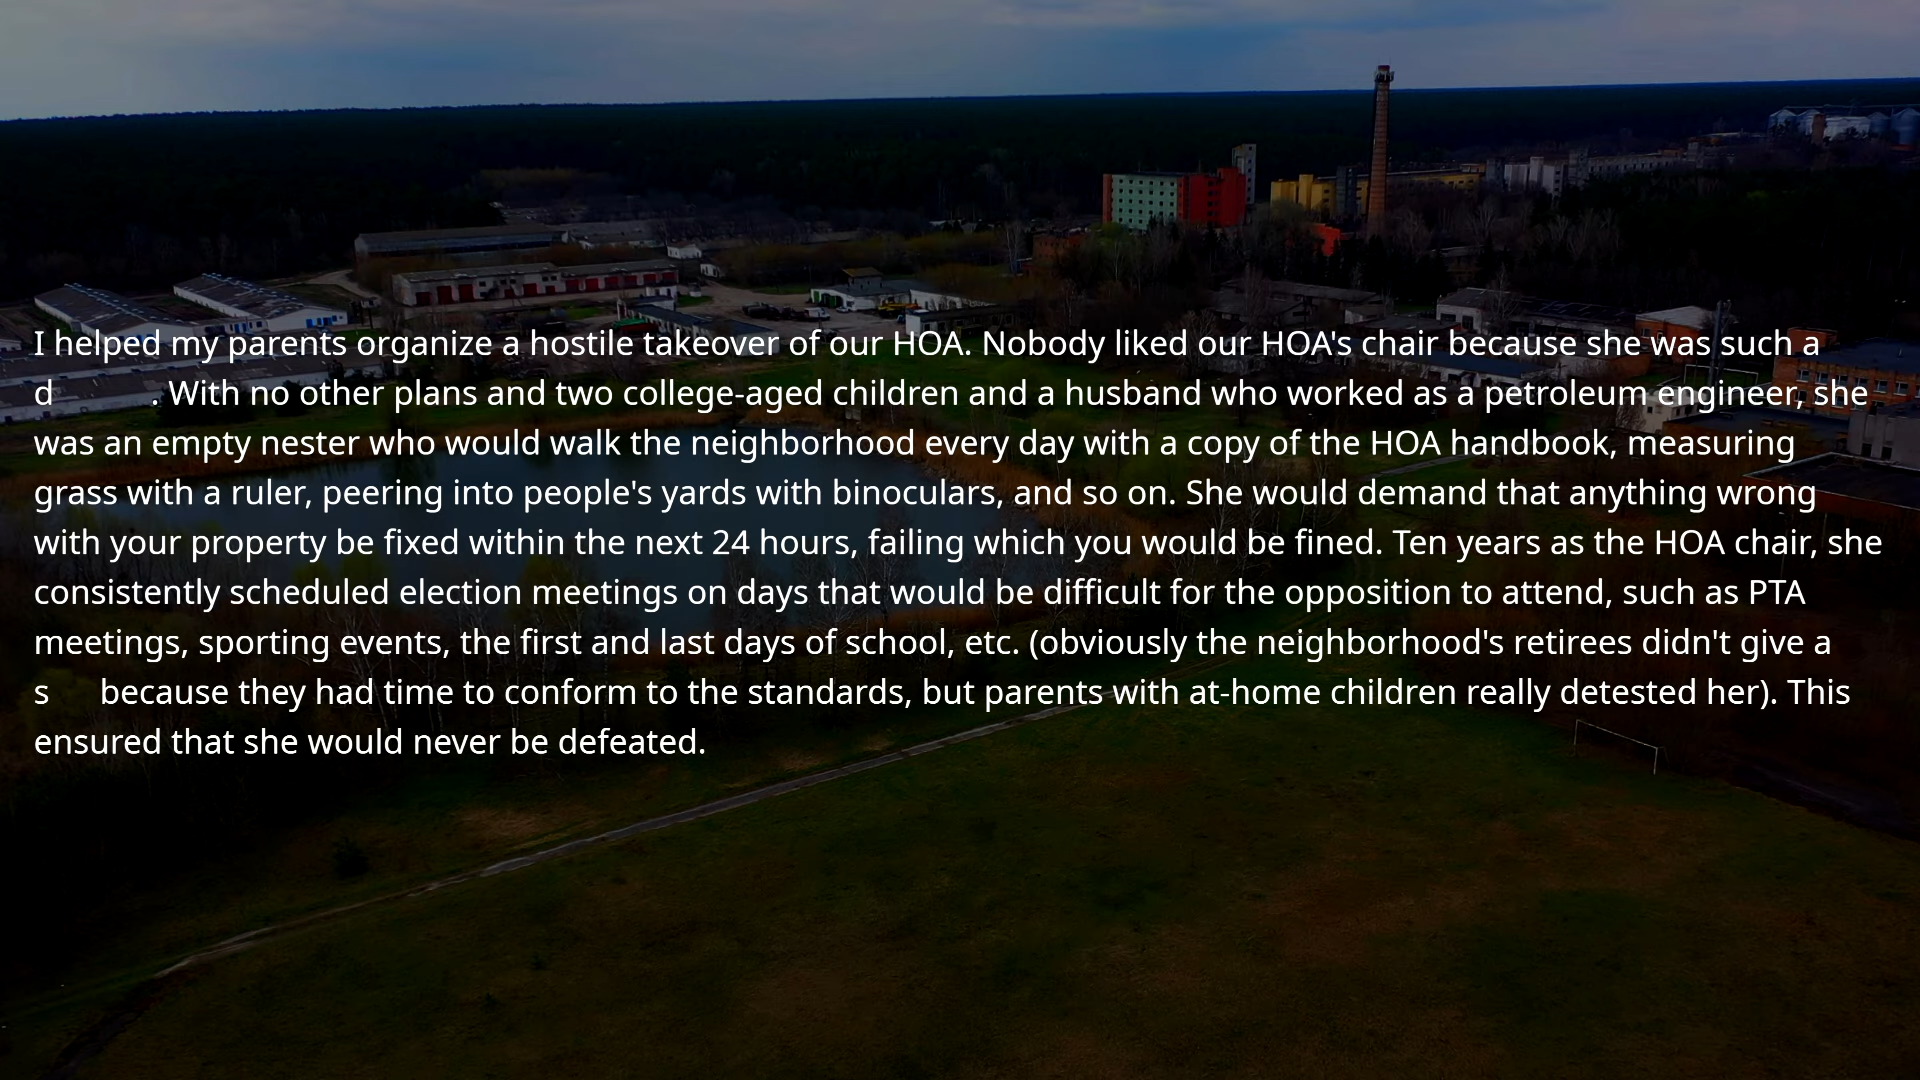 I helped my parents organize a hostile takeover of our HOA. Nobody liked our HOA's chair because she was such a
d . With no other plans and two college-aged children and a husband who worked as a petroleum engineer, she
was an empty nester who would walk the neighborhood every day with a copy of the HOA handbook, measuring
grass with a ruler, peering into people's yards with binoculars, and so on. She would demand that anything wrong
with your property be fixed within the next 24 hours, failing which you would be fined. Ten years as the HOA chair, she
consistently scheduled election meetings on days that would be difficult for the opposition to attend, such as PTA
meetings, sporting events, the first and last days of school, etc. (obviously the neighborhood's retirees didn't give a
s because they had time to conform to the standards, but parents with at-home children really detested her). This
ensured that she would never be defeated.